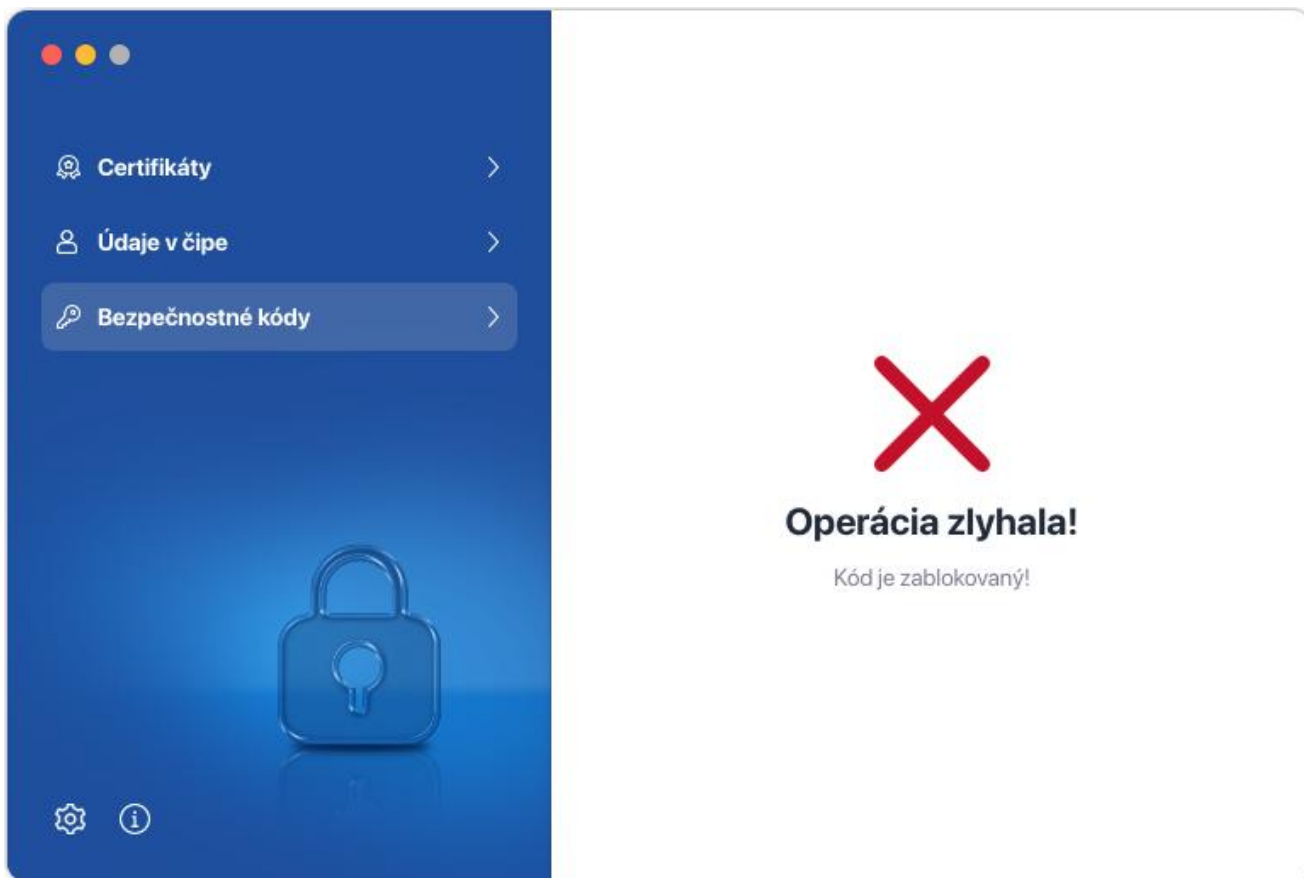 Certifikáty
Údaje v čipe
Bezpečnostné kódy
Operácia zlyhala!
Kód je zablokovaný!